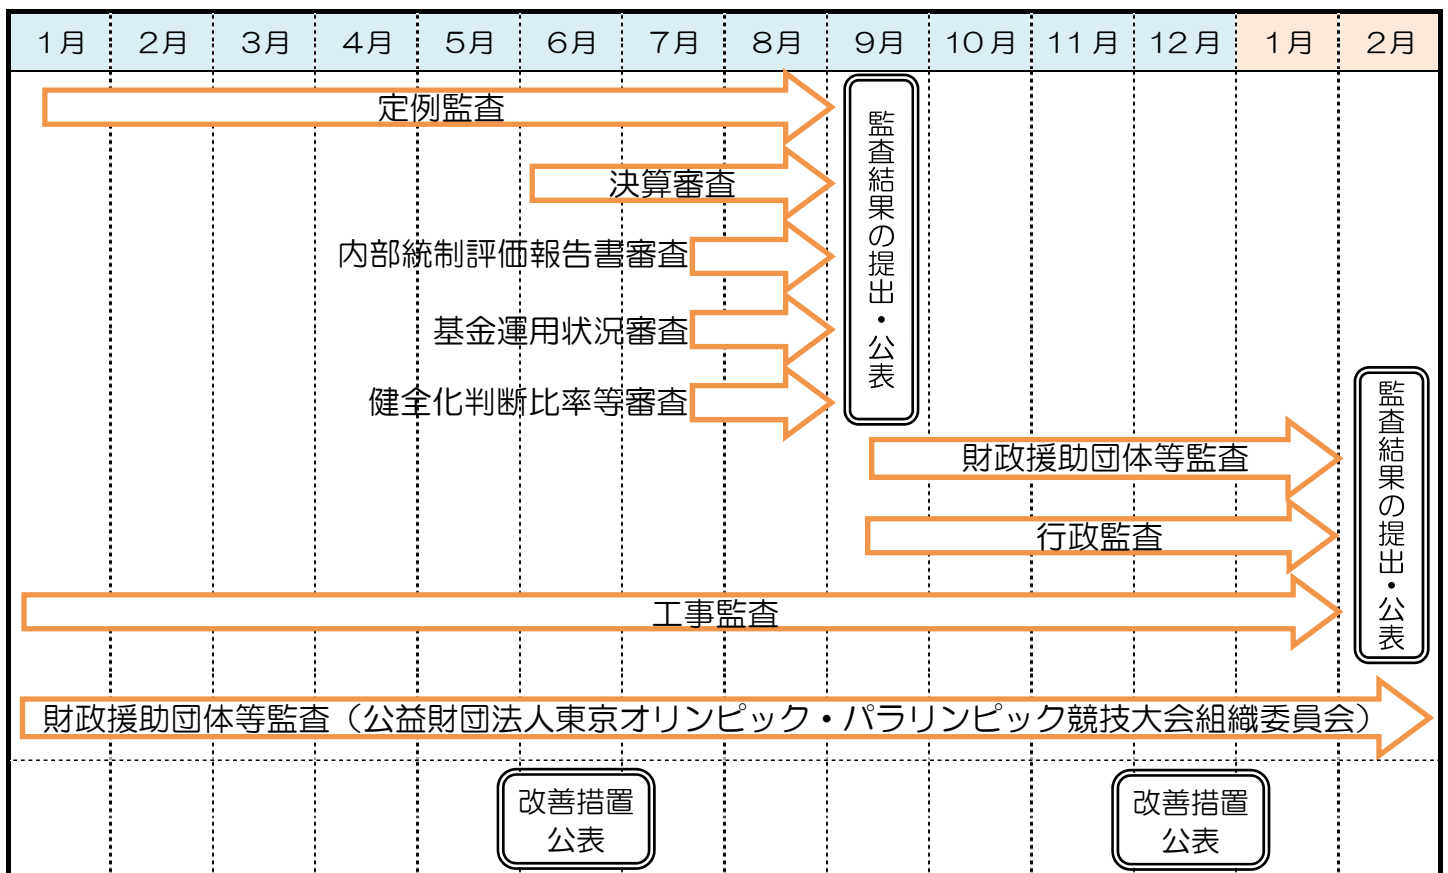 1月 2月 3月 4月 5月 6月 7月 8月 9月 10月 11月 12月 1月 2月
定例監査
決算審査
内部統制評価報告書審査
基金運用状況審査
健全化判断比率等審査
監査結果の提出・公表
財政援助団体等監査
行政監査
工事監査
監査結果の提出・公表
財政援助団体等監査（公益財団法人東京オリンピック・パラリンピック競技大会組織委員会）
改善措置
公表
改善措置
公表